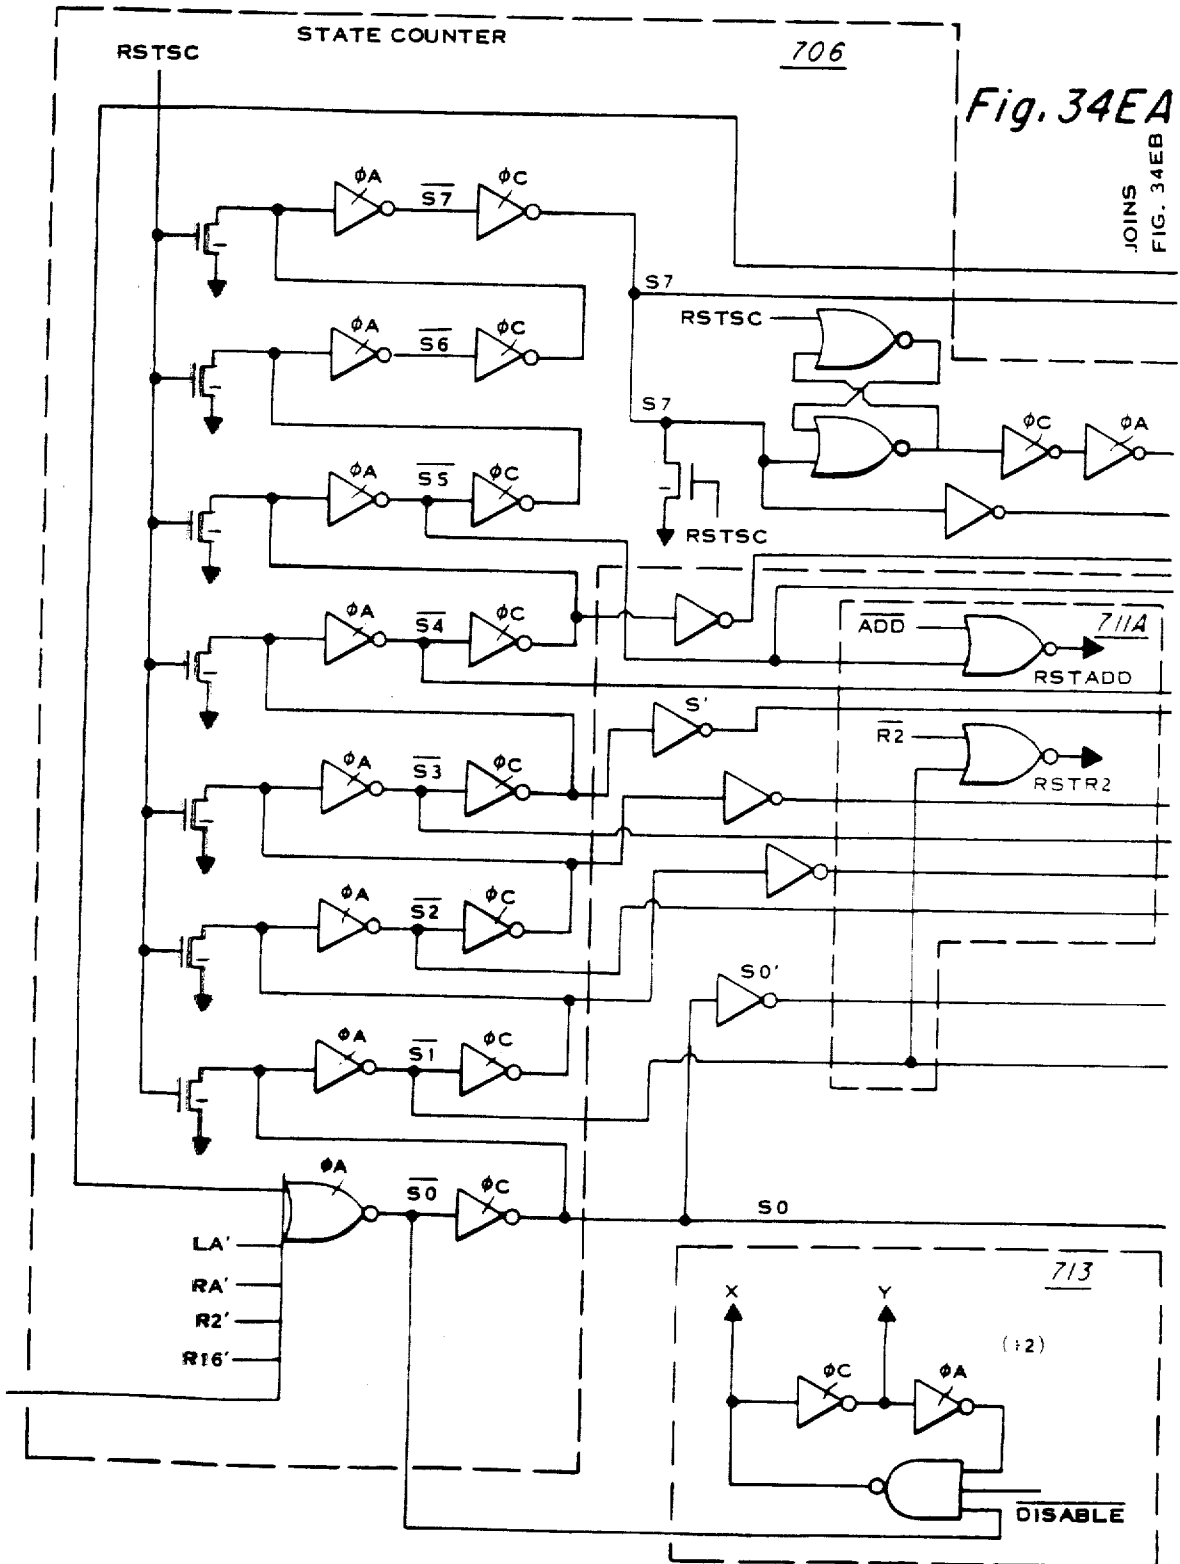 STATE COUNTER
706
RSTSC
Fig. 34EA
JOINS
FIG. 34EB
φA
S7
φC
S7
RSTSC
φA
S6
φC
S7
φC
φA
φA
S5
φC
RSTSC
φA
S4
φC
ADD
711A
RSTADD
S'
R2
φA
S3
φC
RSTR2
φA
S2
φC
S0'
φA
S1
φC
φA
S0
φC
S0
LA'
RA'
R2'
R16'
713
X
Y
(÷2)
φC
φA
DISABLE